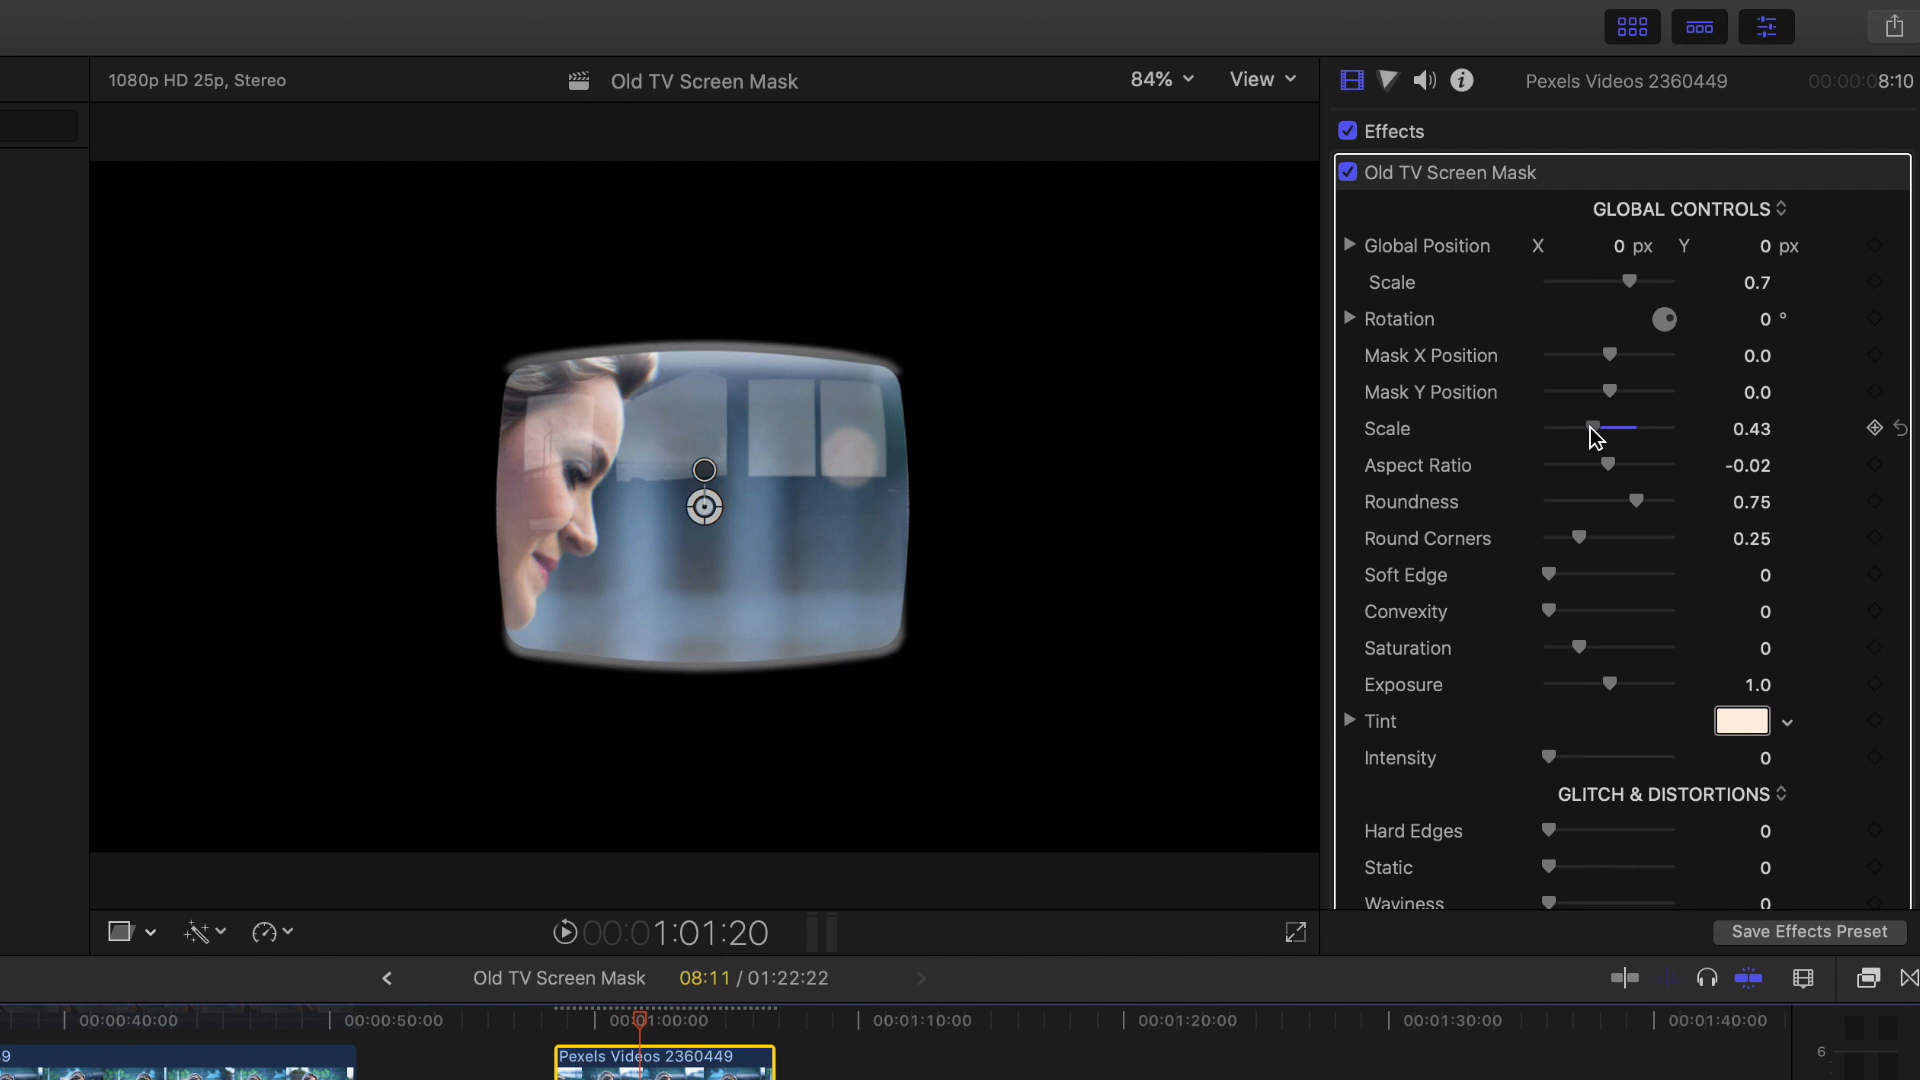 1080p HD 25p, Stereo
Old TV Screen Mask
84%
View
Pexels Videos 2360449
00:00:08:10
Effects
Old TV Screen Mask
GLOBAL CONTROLS
Global Position X 0 px Y 0 px
Scale 0.7
Rotation 0 °
Mask X Position 0.0
Mask Y Position 0.0
Scale 0.43
Aspect Ratio -0.02
Roundness 0.75
Round Corners 0.25
Soft Edge 0
Convexity 0
Saturation 0
Exposure 1.0
Tint
Intensity 0
GLITCH & DISTORTIONS
Hard Edges 0
Static 0
Waviness 0
00:01:01:20
Save Effects Preset
Old TV Screen Mask 08:11 / 01:22:22
00:00:40:00 00:00:50:00 00:01:00:00 00:01:10:00 00:01:20:00 00:01:30:00 00:01:40:00
9
Pexels Videos 2360449
6